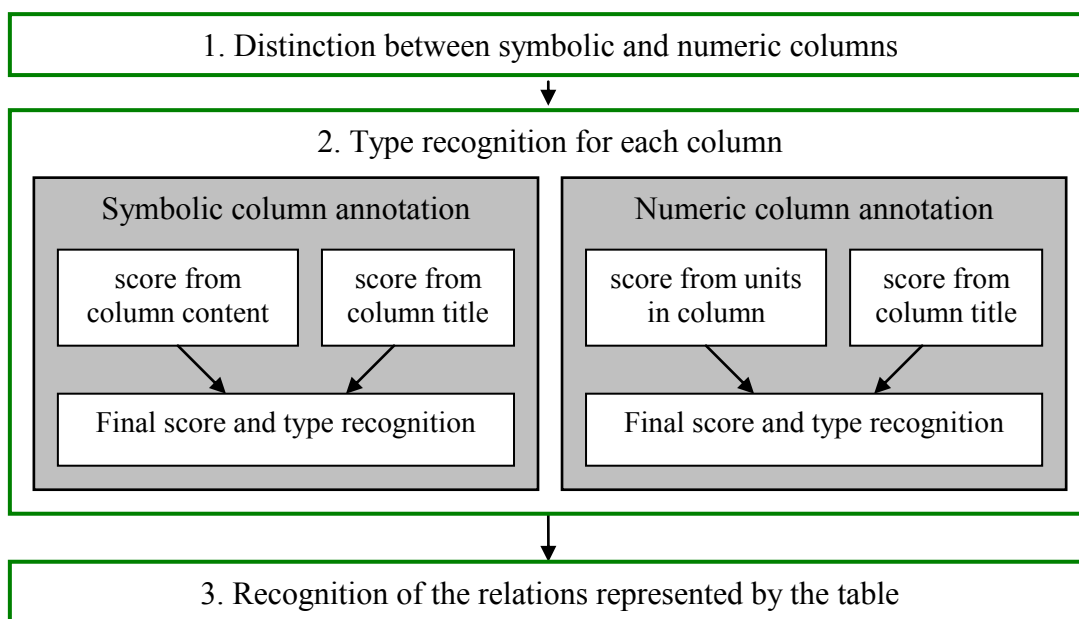 1. Distinction between symbolic and numeric columns
2. Type recognition for each column
Symbolic column annotation
score from
column content
score from
column title
Final score and type recognition
Numeric column annotation
score from units
in column
score from
column title
Final score and type recognition
3. Recognition of the relations represented by the table